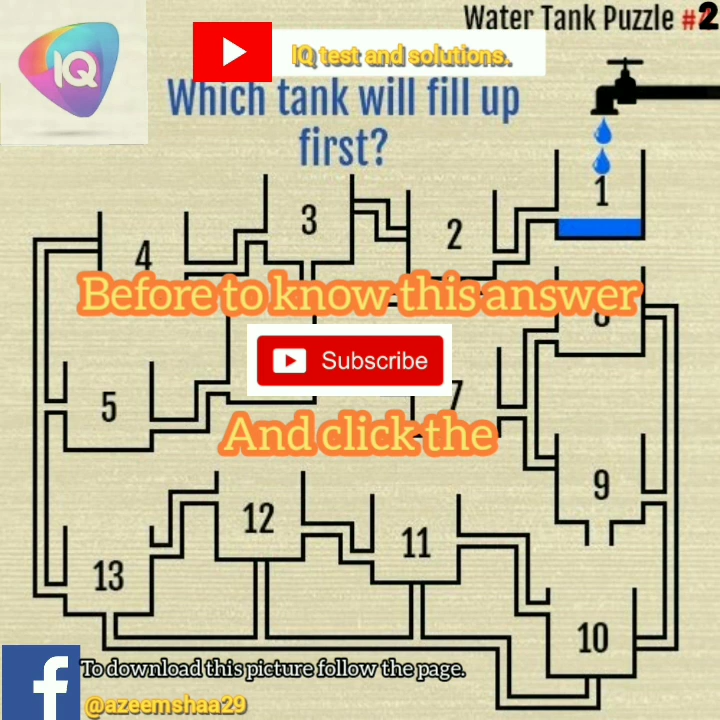 Water Tank Puzzle #2
IQ
IQ test and solutions.
Which tank will fill up
first?
1
3
2
4
Before to know this answer
Subscribe
5
7
And click the
9
12
11
13
10
To download this picture follow the page.
@azeemshaa29